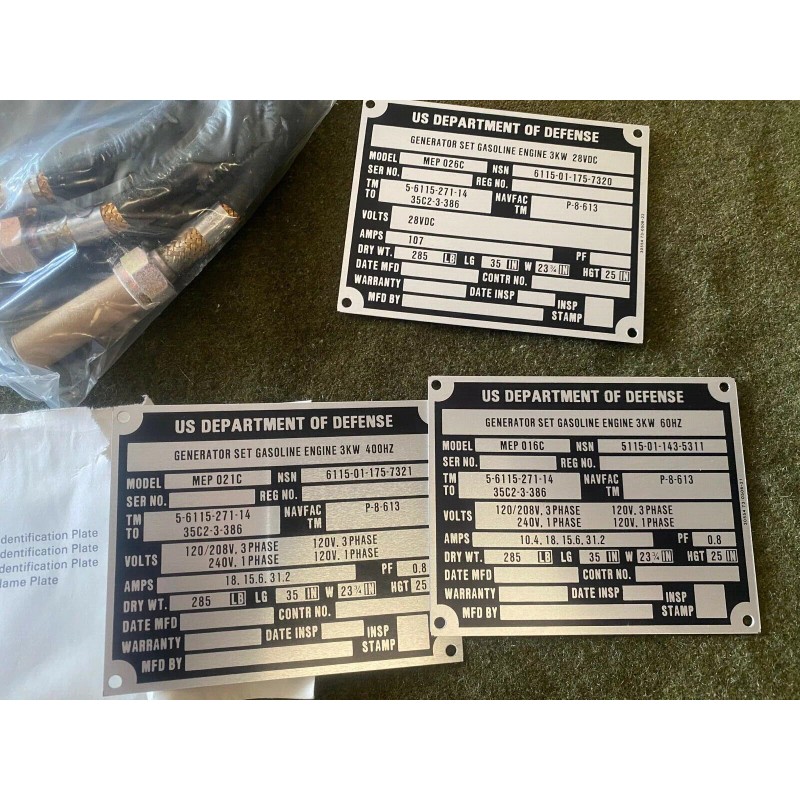 US DEPARTMENT OF DEFENSE
GENERATOR SET GASOLINE ENGINE 3KW 28VDC
MODEL MEP 026C NSN 6115-01-175-7320
SER NO. REG NO.
TM TO 5-6115-271-14 35C2-3-386 NAVFAC TM P-8-613
VOLTS 28VDC
AMPS 107 PF
DRY WT. 285 LB LG 35 IN W 23¾ IN HGT 25 IN
DATE MFD CONTR NO.
WARRANTY DATE INSP INSP STAMP
MFD BY
US DEPARTMENT OF DEFENSE
GENERATOR SET GASOLINE ENGINE 3KW 400HZ
MODEL MEP 021C NSN 6115-01-175-7321
SER NO. REG NO.
TM TO 5-6115-271-14 35C2-3-386 NAVFAC TM P-8-613
VOLTS 120/208V, 3 PHASE 120V. 3 PHASE
240V. 1 PHASE 120V. 1 PHASE
AMPS 18. 15.6, 31.2 PF 0.8
DRY WT. 285 LB LG 35 IN W 23¾ IN HGT 25
DATE MFD CONTR NO.
WARRANTY DATE INSP INSP STAMP
MFD BY
US DEPARTMENT OF DEFENSE
GENERATOR SET GASOLINE ENGINE 3KW 60HZ
MODEL MEP 016C NSN 5115-01-143-5311
SER NO. REG NO.
TM TO 5-6115-271-14 35C2-3-386 NAVFAC TM P-8-613
VOLTS 120/208V, 3 PHASE 120V. 3 PHASE
240V. 1 PHASE 120V. 1 PHASE
AMPS 10.4, 18. 15.6, 31.2 PF 0.8
DRY WT. 285 LB LG 35 IN W 23¾ IN HGT 25 IN
DATE MFD CONTR NO.
WARRANTY DATE INSP INSP STAMP
MFD BY
dentification Plate
dentification Plate
dentification Plate
lame Plate